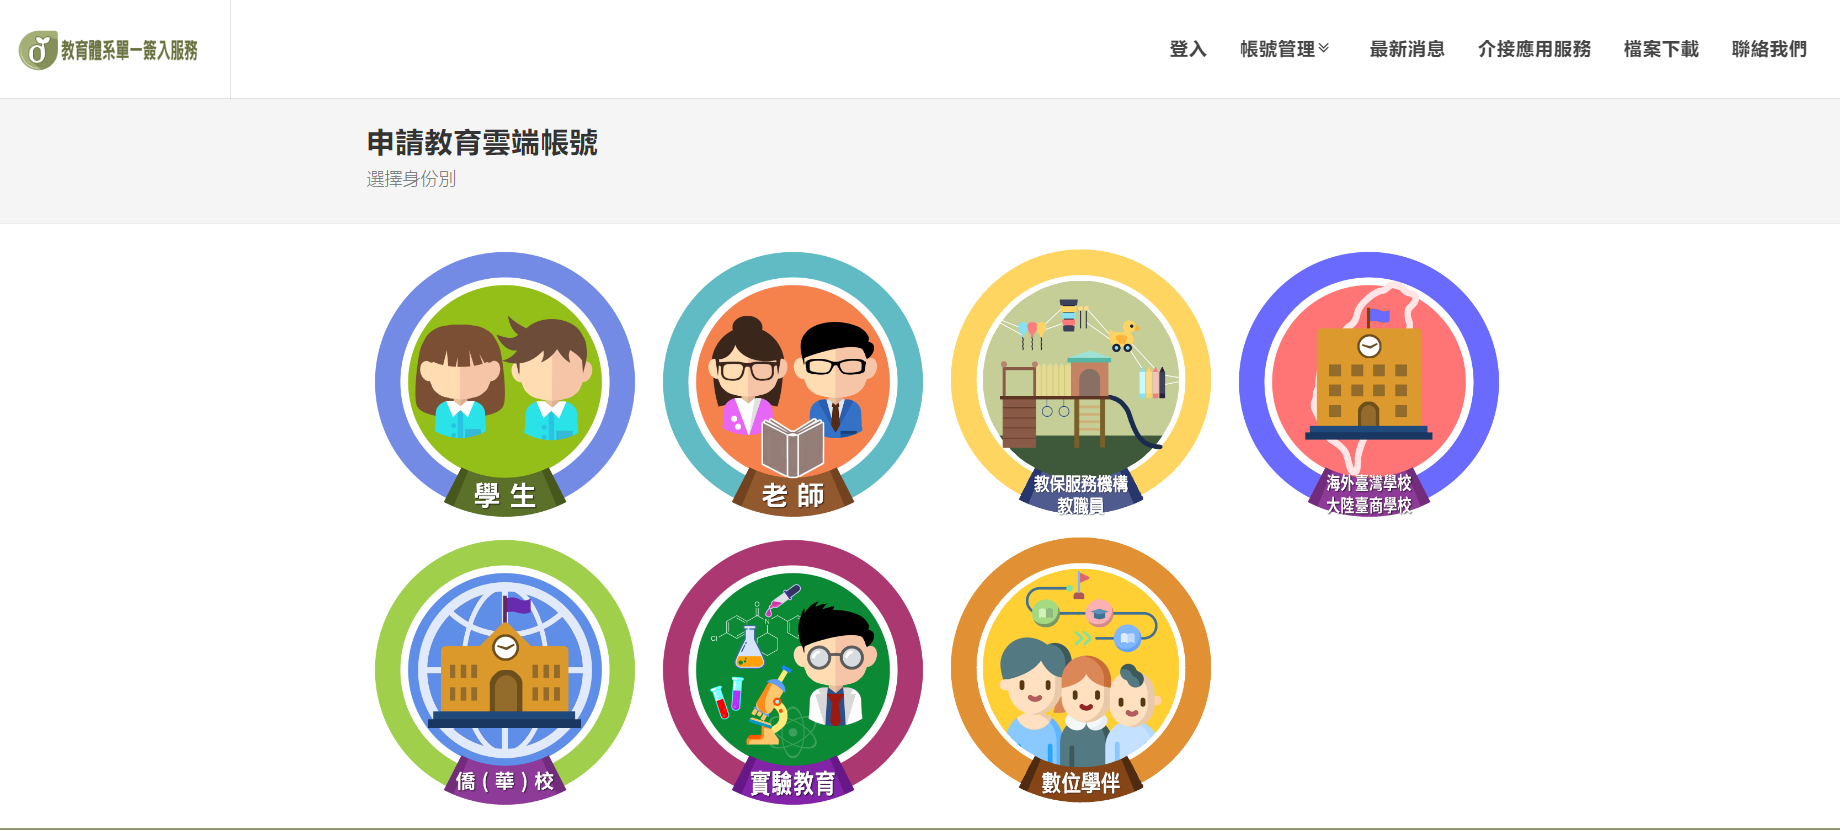 教育體系單一簽入服務
登入
帳號管理
最新消息
介接應用服務
檔案下載
聯絡我們
申請教育雲端帳號
選擇身份別
學生
老師
教保服務機構
教職員
海外臺灣學校
大陸臺商學校
僑(華)校
實驗教育
數位學伴